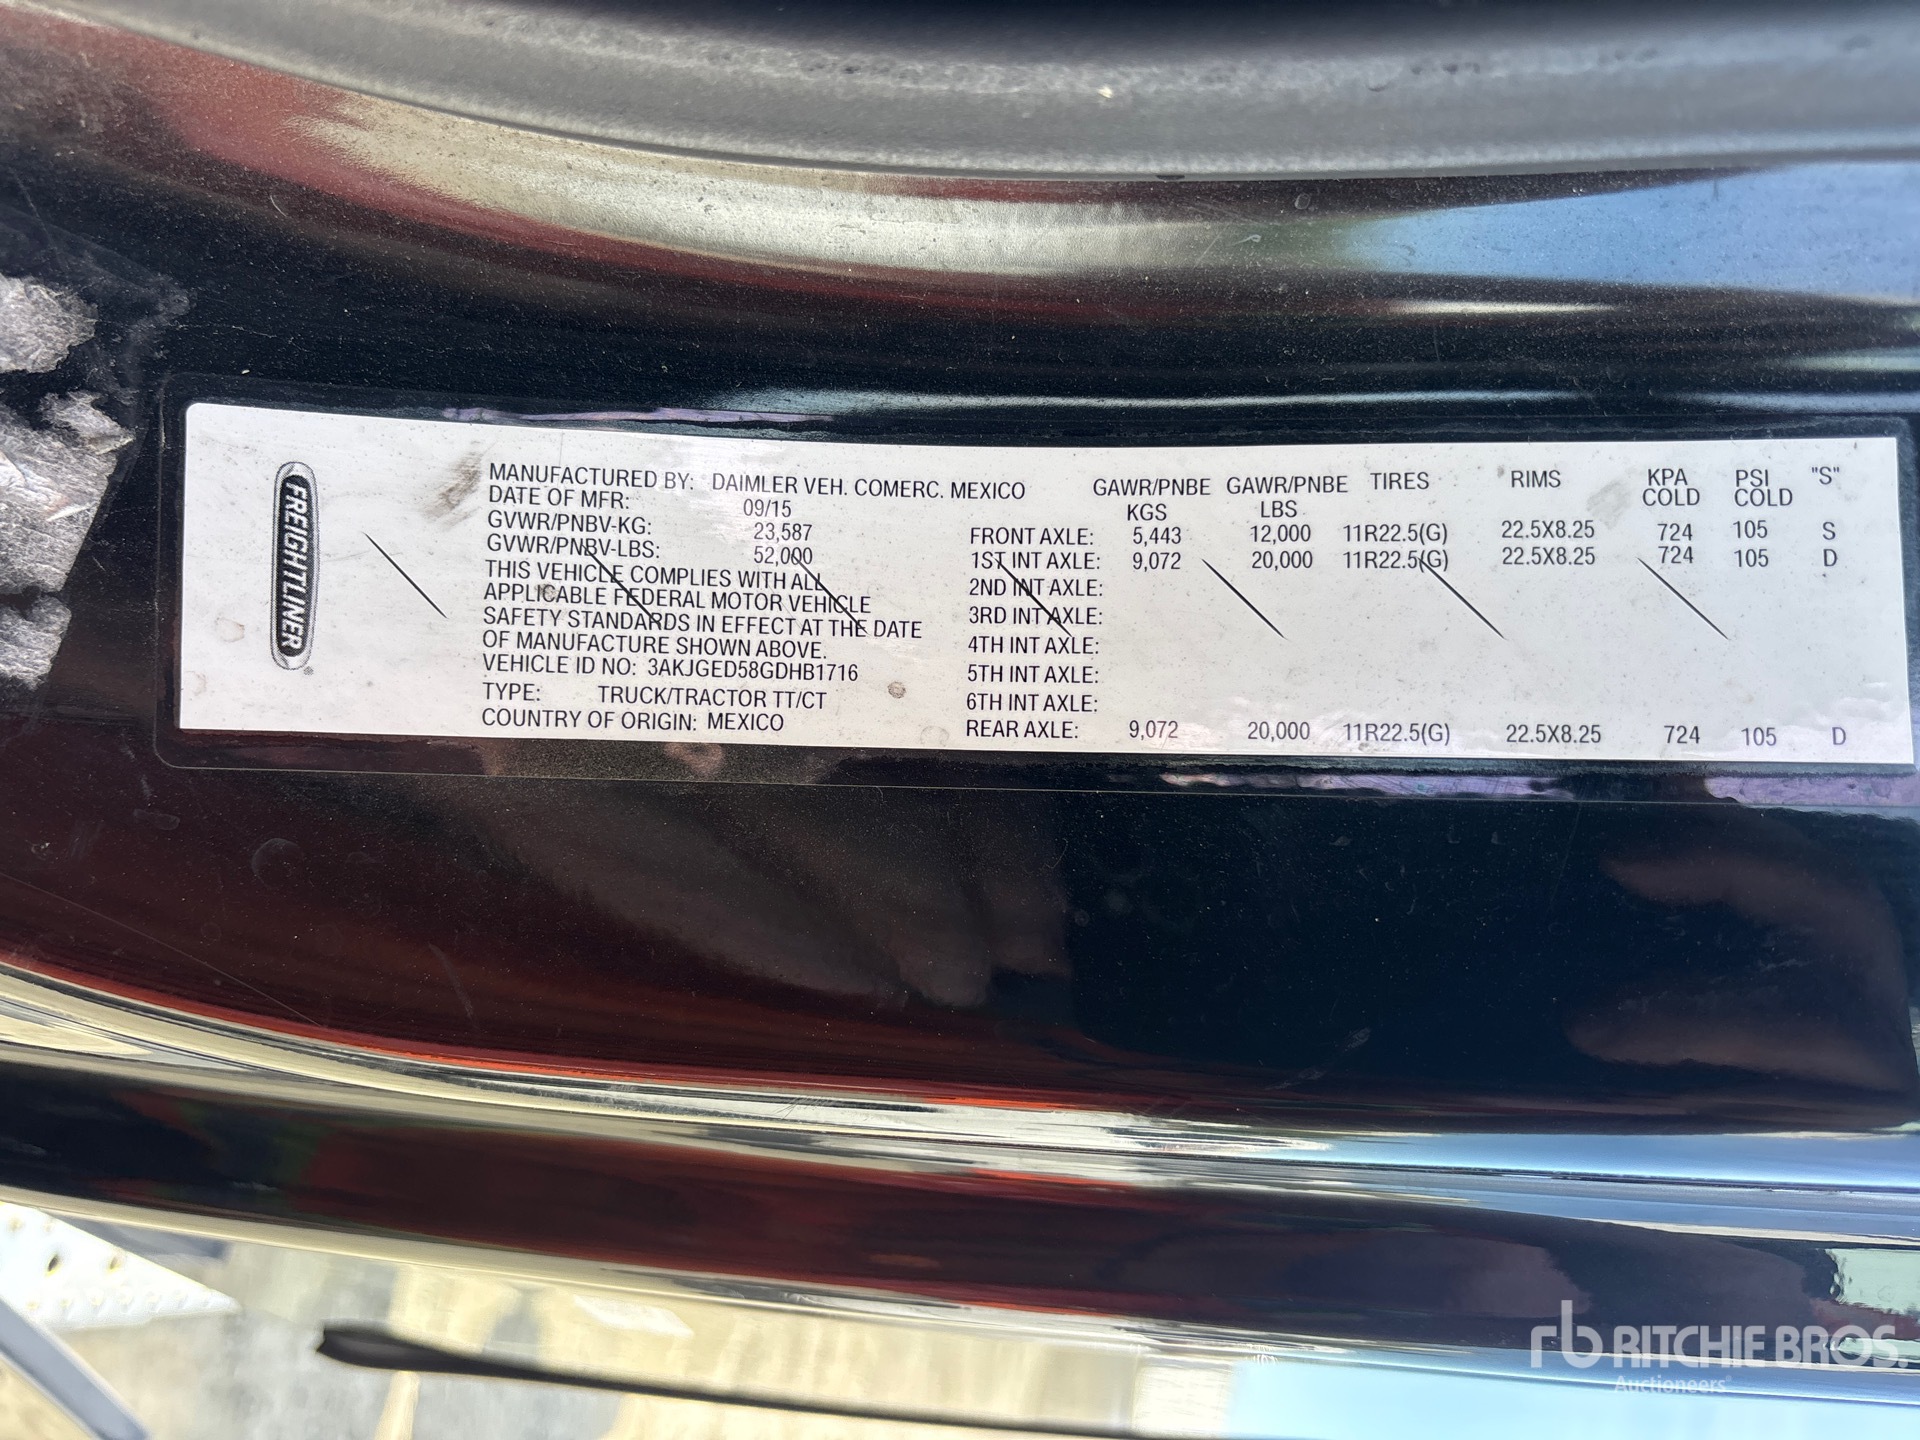 FREIGHTLINER
MANUFACTURED BY: DAIMLER VEH. COMERC. MEXICO
DATE OF MFR: 09/15
GVWR/PNBV-KG: 23,587
GVWR/PNBV-LBS: 52,000
THIS VEHICLE COMPLIES WITH ALL
APPLICABLE FEDERAL MOTOR VEHICLE
SAFETY STANDARDS IN EFFECT AT THE DATE
OF MANUFACTURE SHOWN ABOVE.
VEHICLE ID NO: 3AKJGED58GDHB1716
TYPE: TRUCK/TRACTOR TT/CT
COUNTRY OF ORIGIN: MEXICO
GAWR/PNBE GAWR/PNBE TIRES RIMS KPA PSI "S"
KGS LBS COLD COLD
FRONT AXLE: 5,443 12,000 11R22.5(G) 22.5X8.25 724 105 S
1ST INT AXLE: 9,072 20,000 11R22.5(G) 22.5X8.25 724 105 D
2ND INT AXLE:
3RD INT AXLE:
4TH INT AXLE:
5TH INT AXLE:
6TH INT AXLE:
REAR AXLE: 9,072 20,000 11R22.5(G) 22.5X8.25 724 105 D
rb RITCHIE BROS.
Auctioneers